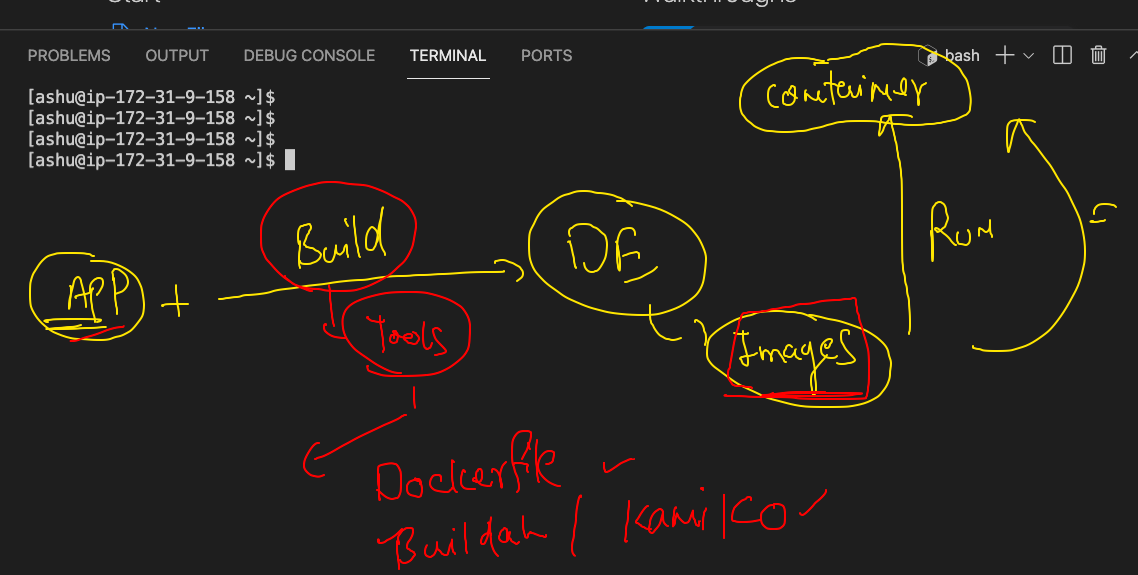 PROBLEMS OUTPUT DEBUG CONSOLE TERMINAL PORTS bash
[ashu@ip-172-31-9-158 ~]$
[ashu@ip-172-31-9-158 ~]$
[ashu@ip-172-31-9-158 ~]$
[ashu@ip-172-31-9-158 ~]$
container
Build
DE
Run
APP +
Tools
Images
Dockerfile
Buildah / Kaniko